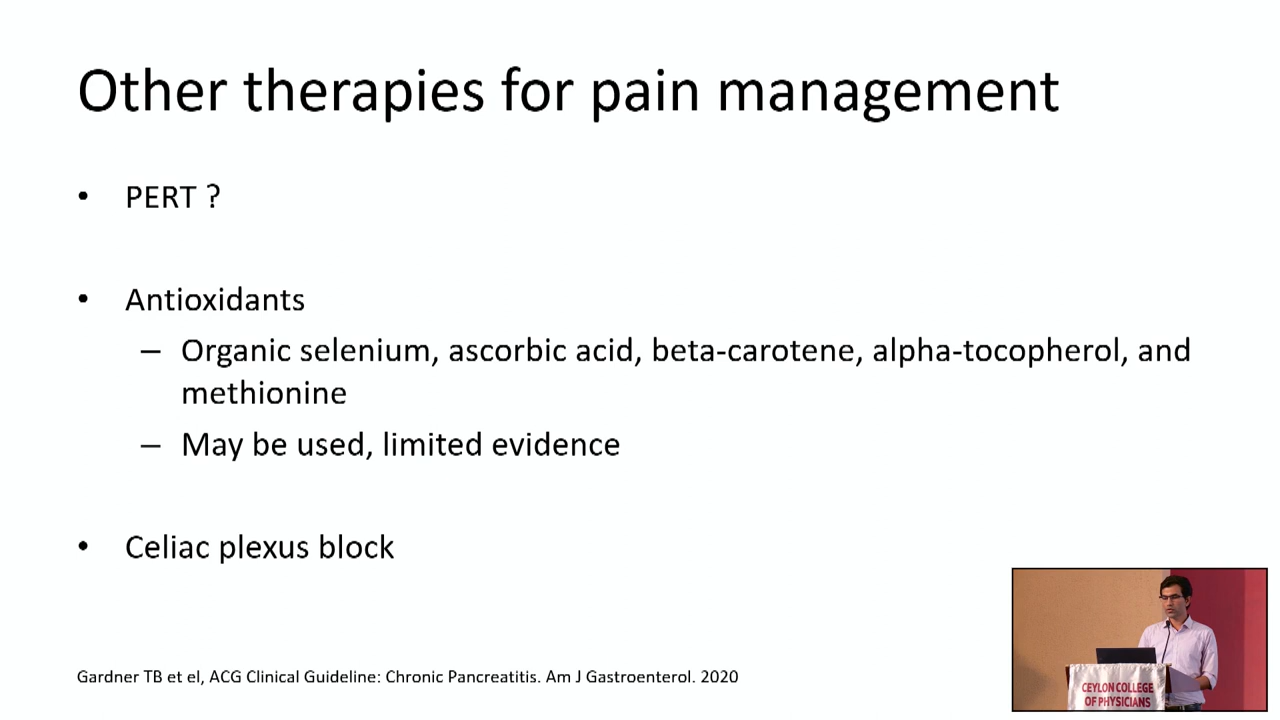 Other therapies for pain management
• PERT ?
• Antioxidants
– Organic selenium, ascorbic acid, beta-carotene, alpha-tocopherol, and
methionine
– May be used, limited evidence
• Celiac plexus block
Gardner TB et el, ACG Clinical Guideline: Chronic Pancreatitis. Am J Gastroenterol. 2020
CEYLON COLLEGE
OF PHYSICIANS